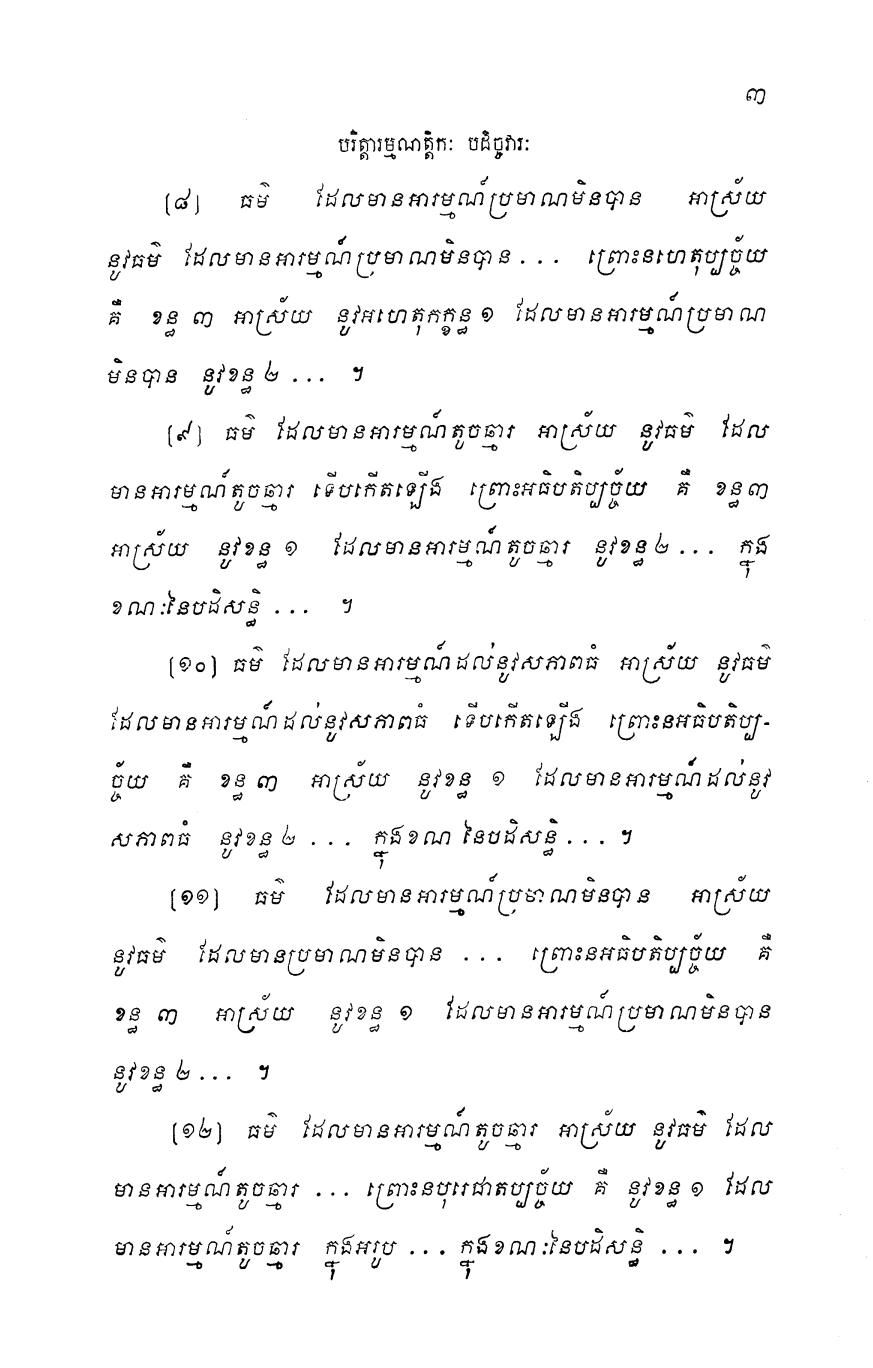 ៣
បរិត្តារម្មណត្តិកៈ បដិច្ចវារៈ
[៨] ធម៌ ដែលមានអារម្មណ៍ប្រមាណមិនបាន អាស្រ័យ
នូវធម៌ ដែលមានអារម្មណ៍ប្រមាណមិនបាន... ព្រោះនហេតុប្បច្ច័យ
គឺ ខន្ធ ៣ អាស្រ័យ នូវអហេតុកក្ខន្ធ ១ ដែលមានអារម្មណ៍ប្រមាណ
មិនបាន នូវខន្ធ ២ ... ។
[៩] ធម៌ ដែលមានអារម្មណ៍តូចឆ្មារ អាស្រ័យ នូវធម៌ ដែល
មានអារម្មណ៍តូចឆ្មារ ទើបកើតឡើង ព្រោះអធិបតិប្បច្ច័យ គឺ ខន្ធ៣
អាស្រ័យ នូវខន្ធ ១ ដែលមានអារម្មណ៍តូចឆ្មារ នូវខន្ធ២ ... ក្នុង
ខណៈនៃបដិសន្ធិ ... ។
[១០] ធម៌ ដែលមានអារម្មណ៍ដល់នូវសភាពធំ អាស្រ័យ នូវធម៌
ដែលមានអារម្មណ៍ដល់នូវសភាពធំ ទើបកើតឡើង ព្រោះនអធិបតិប្ប-
ច្ច័យ គឺ ខន្ធ ៣ អាស្រ័យ នូវខន្ធ ១ ដែលមានអារម្មណ៍ដល់នូវ
សភាពធំ នូវខន្ធ ២ ... ក្នុងខណ នៃបដិសន្ធិ ... ។
[១១] ធម៌ ដែលមានអារម្មណ៍ប្រមាណមិនបាន អាស្រ័យ
នូវធម៌ ដែលមានប្រមាណមិនបាន ... ព្រោះនអធិបតិប្បច្ច័យ គឺ
ខន្ធ ៣ អាស្រ័យ នូវខន្ធ ១ ដែលមានអារម្មណ៍ប្រមាណមិនបាន
នូវខន្ធ ២ ... ។
[១២] ធម៌ ដែលមានអារម្មណ៍តូចឆ្មារ អាស្រ័យ នូវធម៌ ដែល
មានអារម្មណ៍តូចឆ្មារ ... ព្រោះនបុរេជាតប្បច្ច័យ គឺ នូវខន្ធ ១ ដែល
មានអារម្មណ៍តូចឆ្មារ ក្នុងអរូប ... ក្នុងខណៈនៃបដិសន្ធិ ... ។